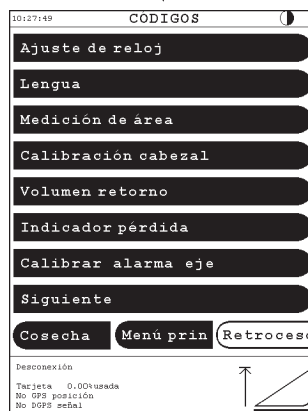 10:27:49 CÓDIGOS
Ajuste de reloj
Lengua
Medición de área
Calibración cabezal
Volumen retorno
Indicador pérdida
Calibrar alarma eje
Siguiente
Cosecha Menú prin Retroceso
Desconexión
Tarjeta 0.00%usada
No GPS posición
No DGPS señal